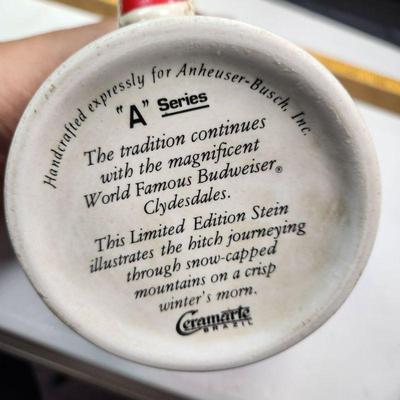 Handcrafted expressly for Anheuser-Busch, Inc.
"A" Series
The tradition continues
with the magnificent
World Famous Budweiser®
Clydesdales.
This Limited Edition Stein
illustrates the hitch journeying
through snow-capped
mountains on a crisp
winter's morn.
Ceramarte
BRAZIL